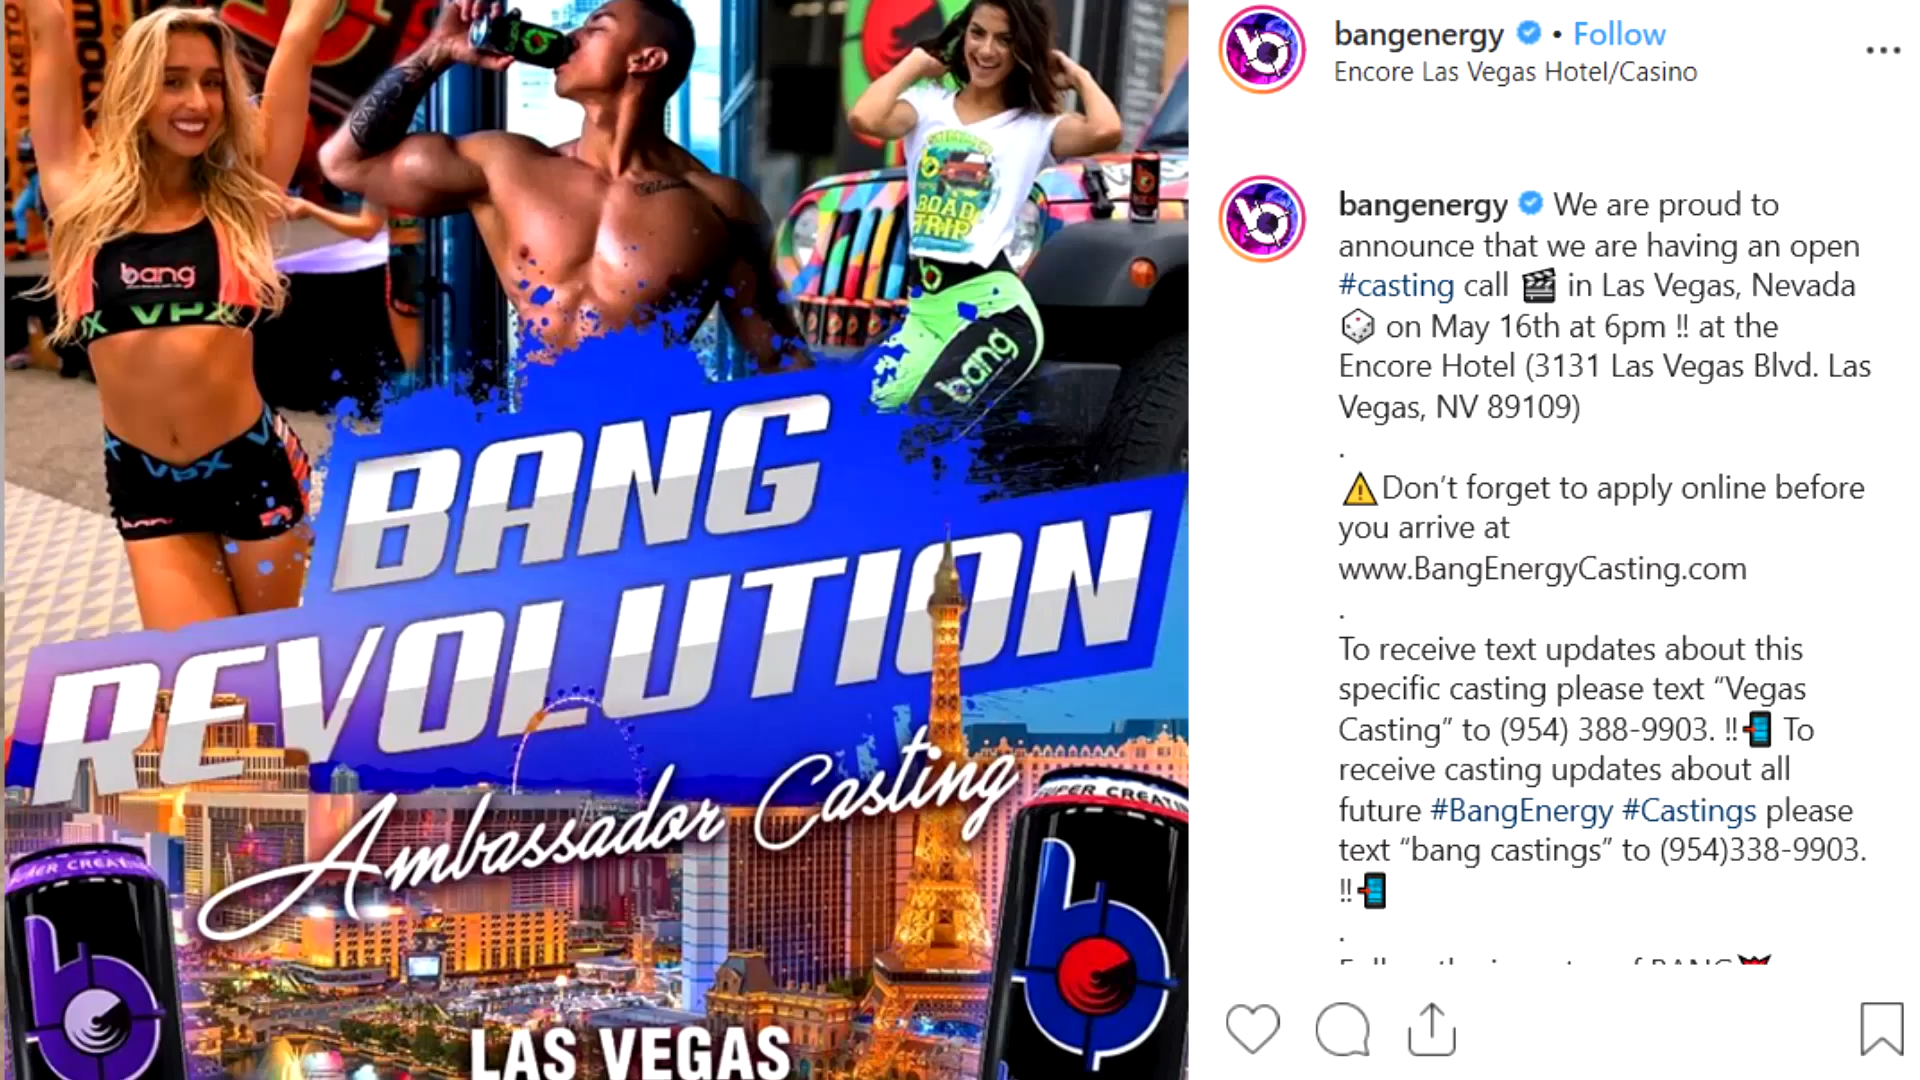 bang
VPX
VPX
SUMMER
ROAD
TRIP
bang
BANG
REVOLUTION
Ambassador Casting
LAS VEGAS
bangenergy • Follow
Encore Las Vegas Hotel/Casino
bangenergy We are proud to
announce that we are having an open
#casting call 🎬 in Las Vegas, Nevada
🎲 on May 16th at 6pm ‼ at the
Encore Hotel (3131 Las Vegas Blvd. Las
Vegas, NV 89109)
.
⚠Don’t forget to apply online before
you arrive at
www.BangEnergyCasting.com
.
To receive text updates about this
specific casting please text “Vegas
Casting” to (954) 388-9903. ‼📲 To
receive casting updates about all
future #BangEnergy #Castings please
text “bang castings” to (954)338-9903.
‼📲
.